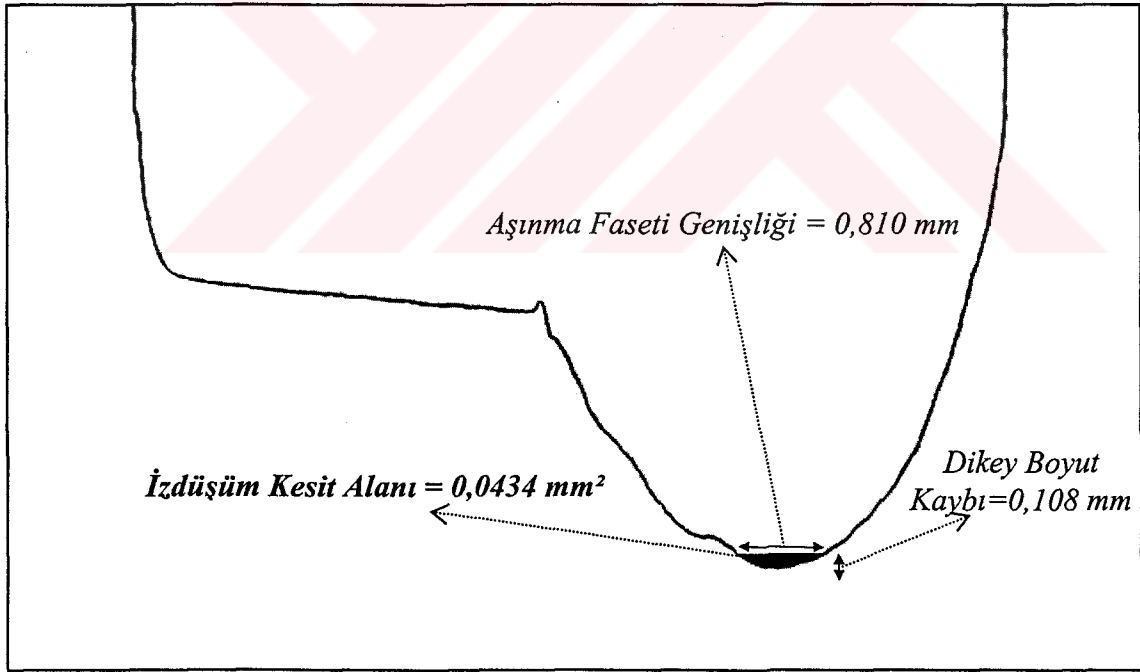 Aşınma Faseti Genişliği = 0,810 mm
İzdüşüm Kesit Alanı = 0,0434 mm²
Dikey Boyut
Kaybı=0,108 mm